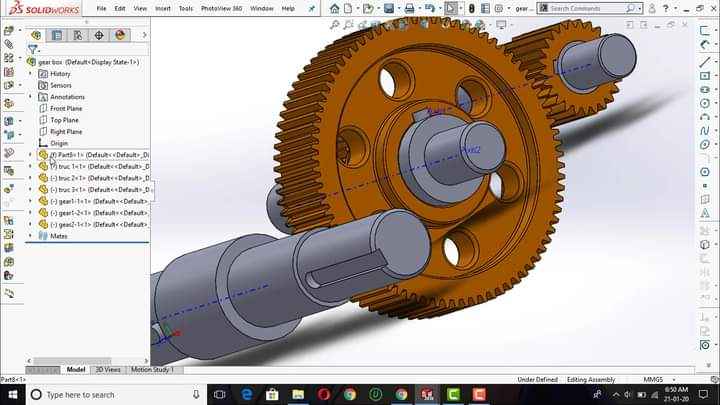 SOLIDWORKS File Edit View Insert Tools PhotoView 360 Window Help gear ... Search Commands
gear box (Default<Display State-1>)
History
Sensors
Annotations
Front Plane
Top Plane
Right Plane
Origin
(f) Part8<1> (Default<<Default>_Di
(-) truc 1<1> (Default<<Default>_D
(-) truc 2<1> (Default<<Default>_D
(-) truc 3<1> (Default<<Default>_D
(-) gear1-1<1> (Default<<Default>
(-) gear1-2<1> (Default<<Default>
(-) gear2-1<1> (Default<<Default>
Mates
Axis2
Model 3D Views Motion Study 1
Part8<1> Under Defined Editing Assembly MMGS
Type here to search
6:50 AM
21-01-20